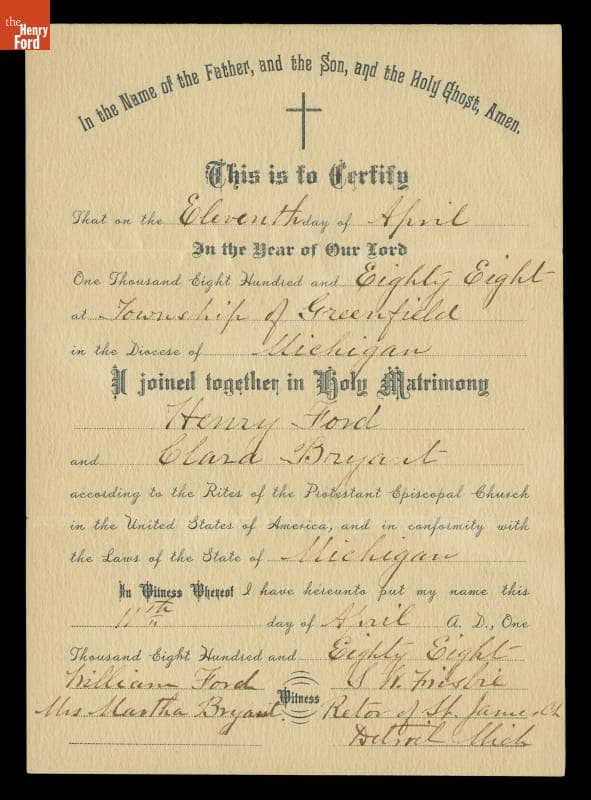 the
Henry
Ford
In the Name of the Father, and the Son, and the Holy Ghost, Amen.
This is to Certify
That on the Eleventh day of April
In the Year of Our Lord
One Thousand Eight Hundred and Eighty Eight
at Township of Greenfield
in the Diocese of Michigan
I joined together in Holy Matrimony
Henry Ford
and Clara Bryant
according to the Rites of the Protestant Episcopal Church
in the United States of America, and in conformity with
the Laws of the State of Michigan
In Witness Whereof I have hereunto put my name this
11th day of April A. D., One
Thousand Eight Hundred and Eighty Eight
William Ford S W. Frisbie
Mrs Martha Bryant. Witness Retor of St. James Ch
Detroit Mich